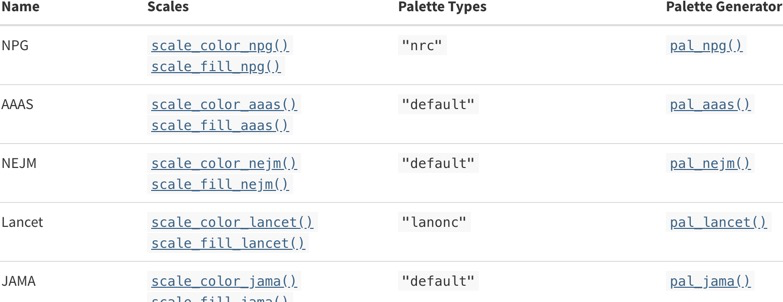 Name Scales Palette Types Palette Generator
NPG scale_color_npg() "nrc" pal_npg()
scale_fill_npg()
AAAS scale_color_aaas() "default" pal_aaas()
scale_fill_aaas()
NEJM scale_color_nejm() "default" pal_nejm()
scale_fill_nejm()
Lancet scale_color_lancet() "lanonc" pal_lancet()
scale_fill_lancet()
JAMA scale_color_jama() "default" pal_jama()
scale_fill_jama()